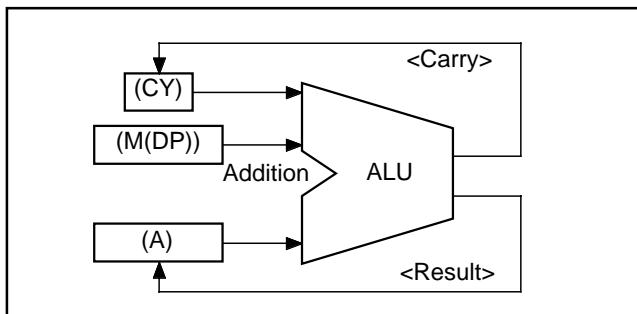 <Carry>
(CY)
(M(DP))
Addition
ALU
(A)
<Result>